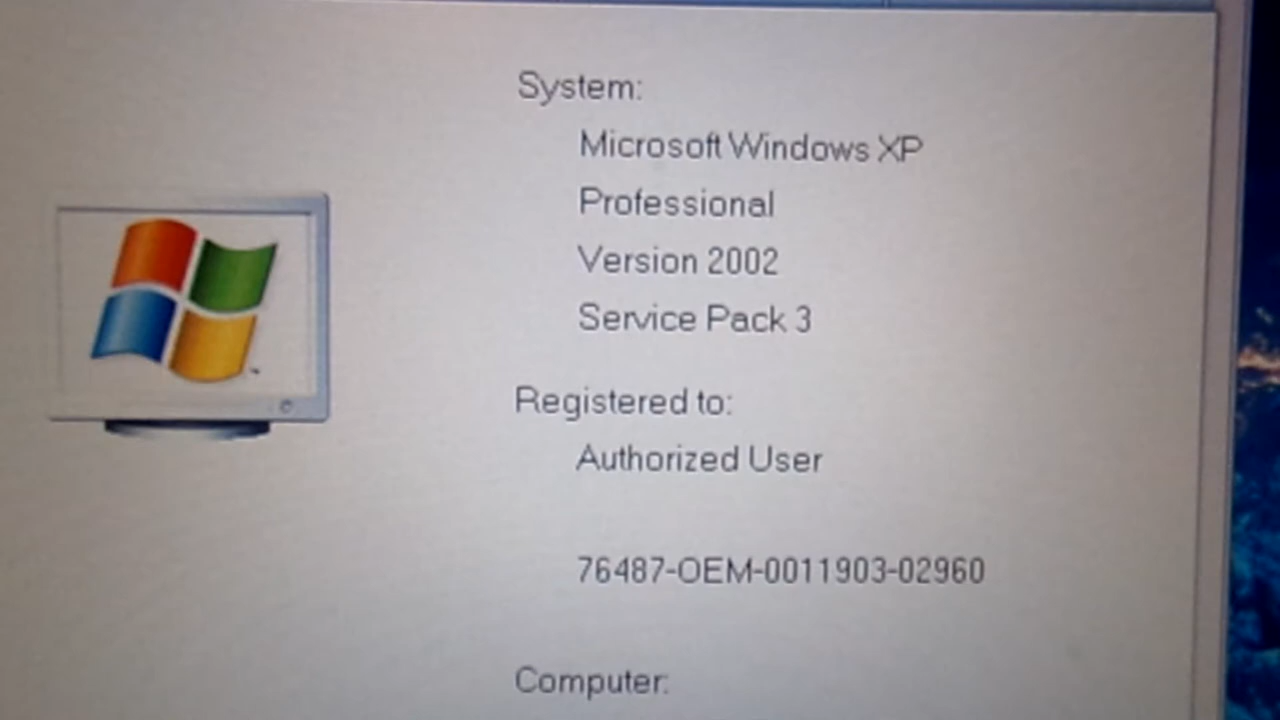 System:
Microsoft Windows XP
Professional
Version 2002
Service Pack 3
Registered to:
Authorized User
76487-OEM-0011903-02960
Computer: